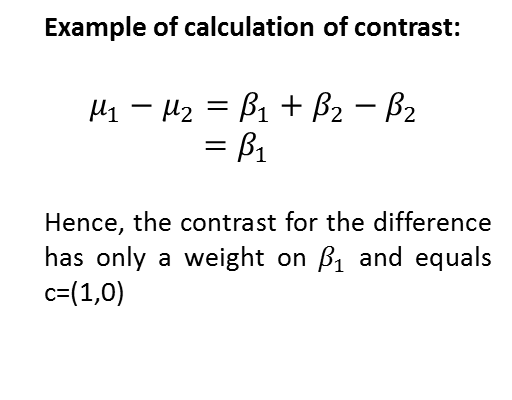 Example of calculation of contrast:
μ₁ − μ₂ = β₁ + β₂ − β₂
= β₁
Hence, the contrast for the difference
has only a weight on β₁ and equals
c=(1,0)